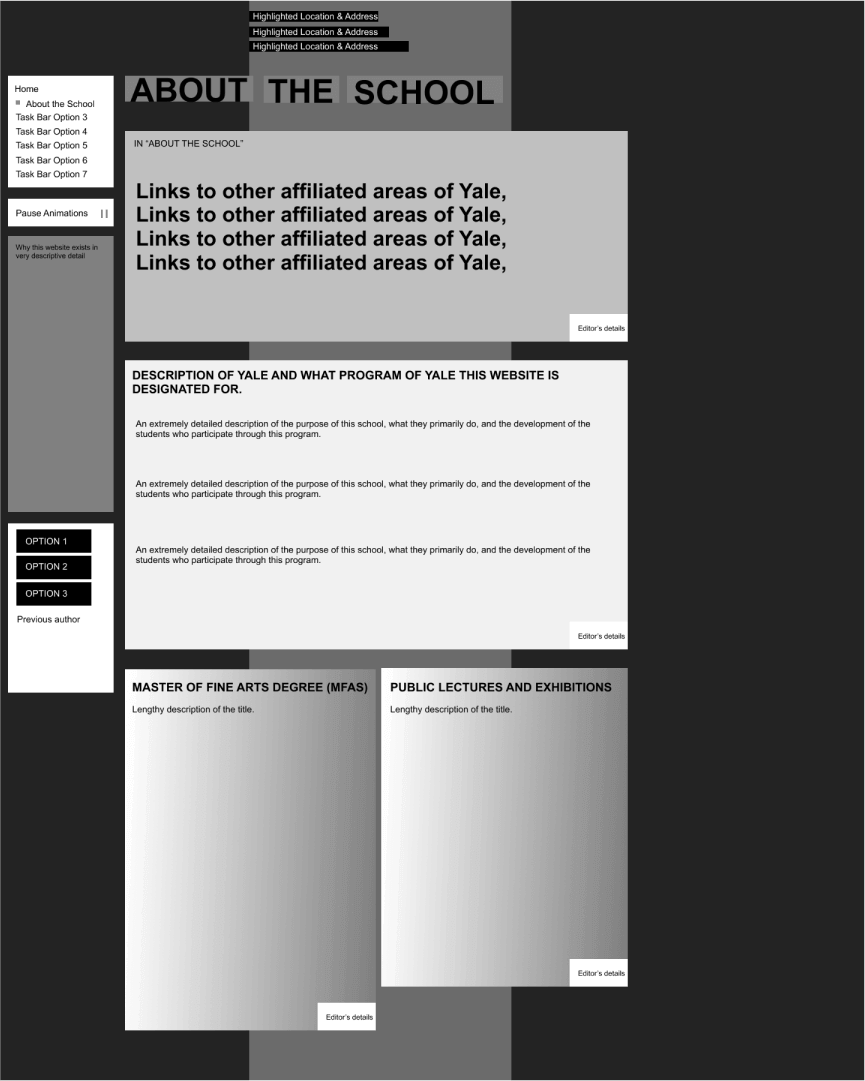 Highlighted Location & Address
Highlighted Location & Address
Highlighted Location & Address
Home
About the School
Task Bar Option 3
Task Bar Option 4
Task Bar Option 5
Task Bar Option 6
Task Bar Option 7
Pause Animations ||
Why this website exists in
very descriptive detail
OPTION 1
OPTION 2
OPTION 3
Previous author
ABOUT THE SCHOOL
IN “ABOUT THE SCHOOL”
Links to other affiliated areas of Yale,
Links to other affiliated areas of Yale,
Links to other affiliated areas of Yale,
Links to other affiliated areas of Yale,
Editor’s details
DESCRIPTION OF YALE AND WHAT PROGRAM OF YALE THIS WEBSITE IS
DESIGNATED FOR.
An extremely detailed description of the purpose of this school, what they primarily do, and the development of the
students who participate through this program.
An extremely detailed description of the purpose of this school, what they primarily do, and the development of the
students who participate through this program.
An extremely detailed description of the purpose of this school, what they primarily do, and the development of the
students who participate through this program.
Editor’s details
MASTER OF FINE ARTS DEGREE (MFAS)
Lengthy description of the title.
Editor’s details
PUBLIC LECTURES AND EXHIBITIONS
Lengthy description of the title.
Editor’s details